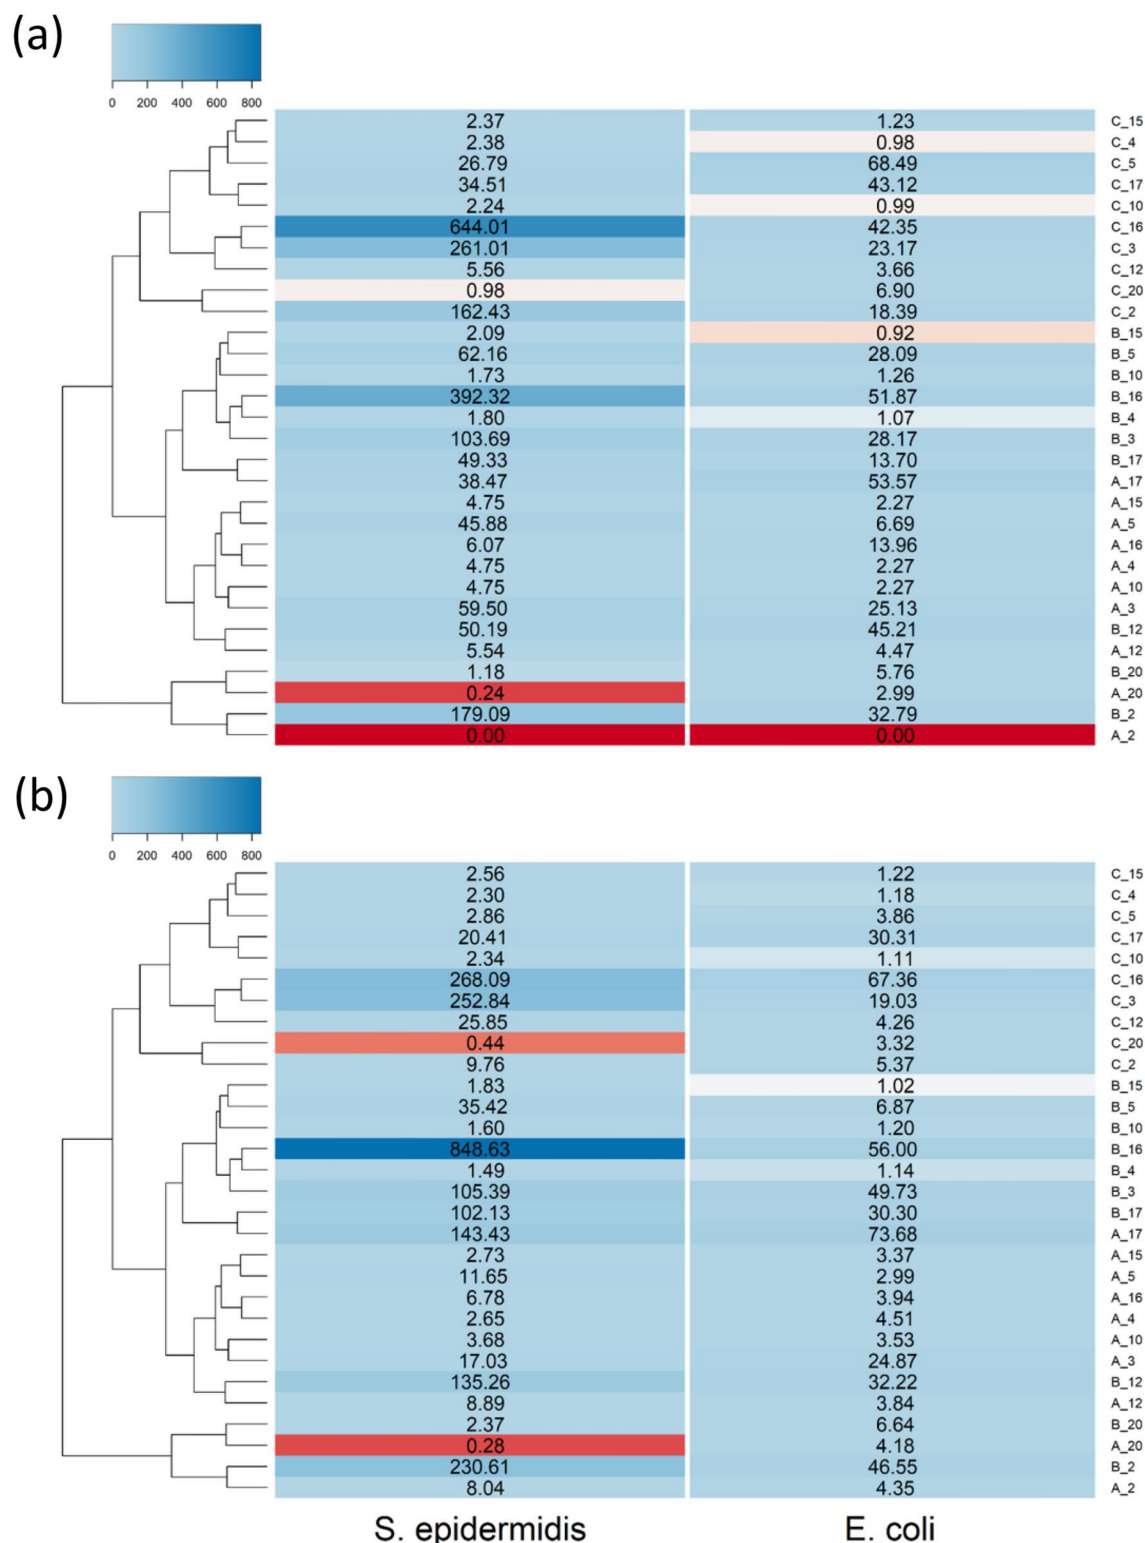 (a)
0 200 400 600 800
2.37 1.23 C_15
2.38 0.98 C_4
26.79 68.49 C_5
34.51 43.12 C_17
2.24 0.99 C_10
644.01 42.35 C_16
261.01 23.17 C_3
5.56 3.66 C_12
0.98 6.90 C_20
162.43 18.39 C_2
2.09 0.92 B_15
62.16 28.09 B_5
1.73 1.26 B_10
392.32 51.87 B_16
1.80 1.07 B_4
103.69 28.17 B_3
49.33 13.70 B_17
38.47 53.57 A_17
4.75 2.27 A_15
45.88 6.69 A_5
6.07 13.96 A_16
4.75 2.27 A_4
4.75 2.27 A_10
59.50 25.13 A_3
50.19 45.21 B_12
5.54 4.47 A_12
1.18 5.76 B_20
0.24 2.99 A_20
179.09 32.79 B_2
0.00 0.00 A_2
(b)
0 200 400 600 800
2.56 1.22 C_15
2.30 1.18 C_4
2.86 3.86 C_5
20.41 30.31 C_17
2.34 1.11 C_10
268.09 67.36 C_16
252.84 19.03 C_3
25.85 4.26 C_12
0.44 3.32 C_20
9.76 5.37 C_2
1.83 1.02 B_15
35.42 6.87 B_5
1.60 1.20 B_10
848.63 56.00 B_16
1.49 1.14 B_4
105.39 49.73 B_3
102.13 30.30 B_17
143.43 73.68 A_17
2.73 3.37 A_15
11.65 2.99 A_5
6.78 3.94 A_16
2.65 4.51 A_4
3.68 3.53 A_10
17.03 24.87 A_3
135.26 32.22 B_12
8.89 3.84 A_12
2.37 6.64 B_20
0.28 4.18 A_20
230.61 46.55 B_2
8.04 4.35 A_2
S. epidermidis E. coli